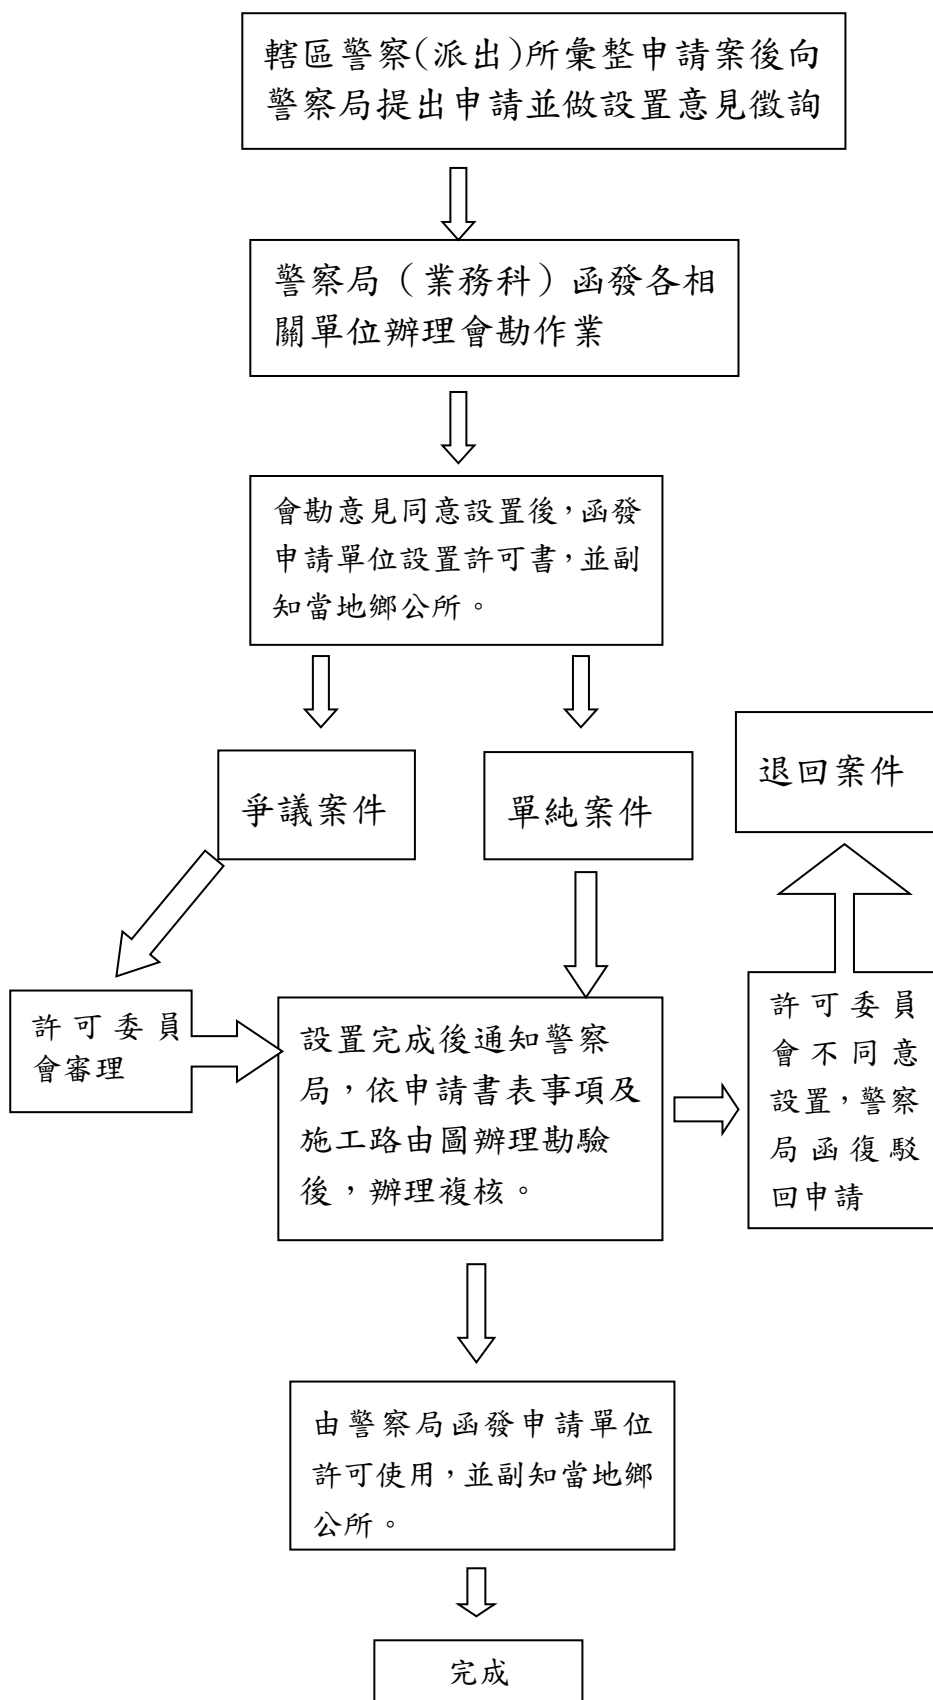 轄區警察(派出)所彙整申請案後向
警察局提出申請並做設置意見徵詢
警察局（業務科）函發各相
關單位辦理會勘作業
會勘意見同意設置後，函發
申請單位設置許可書，並副
知當地鄉公所。
爭議案件
單純案件
退回案件
許可委員
會審理
設置完成後通知警察
局，依申請書表事項及
施工路由圖辦理勘驗
後，辦理複核。
許可委員
會不同意
設置，警察
局函復駁
回申請
由警察局函發申請單位
許可使用，並副知當地鄉
公所。
完成